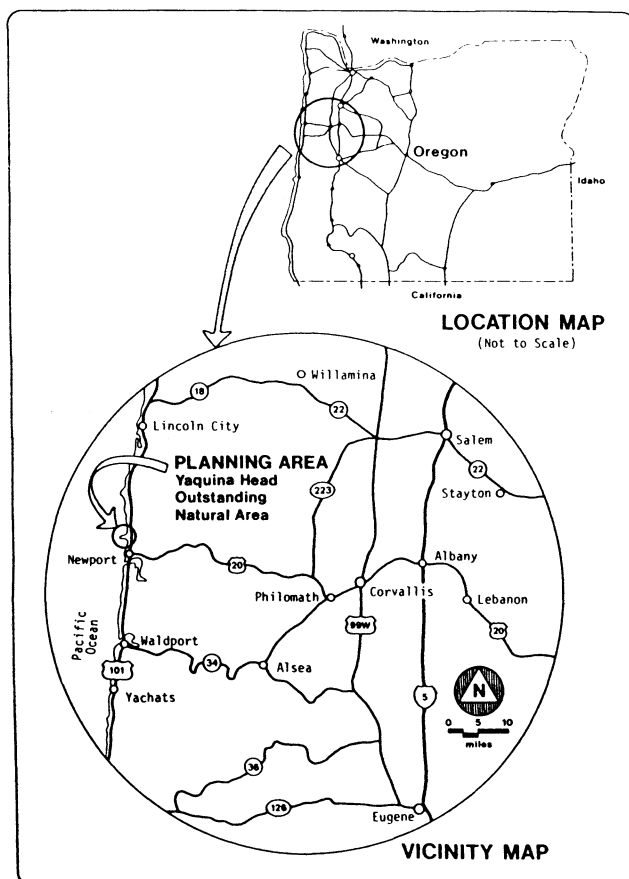 Washington
Oregon
Idaho
California
LOCATION MAP
(Not to Scale)
Willamina
18
22
Lincoln City
Salem
PLANNING AREA
Yaquina Head
Outstanding
Natural Area
223
22
Stayton
Newport
20
Albany
Philomath
Corvallis
Lebanon
99W
20
Pacific
Ocean
Waldport
101
34
Alsea
Yachats
5
N
0 5 10
miles
36
126
Eugene
VICINITY MAP